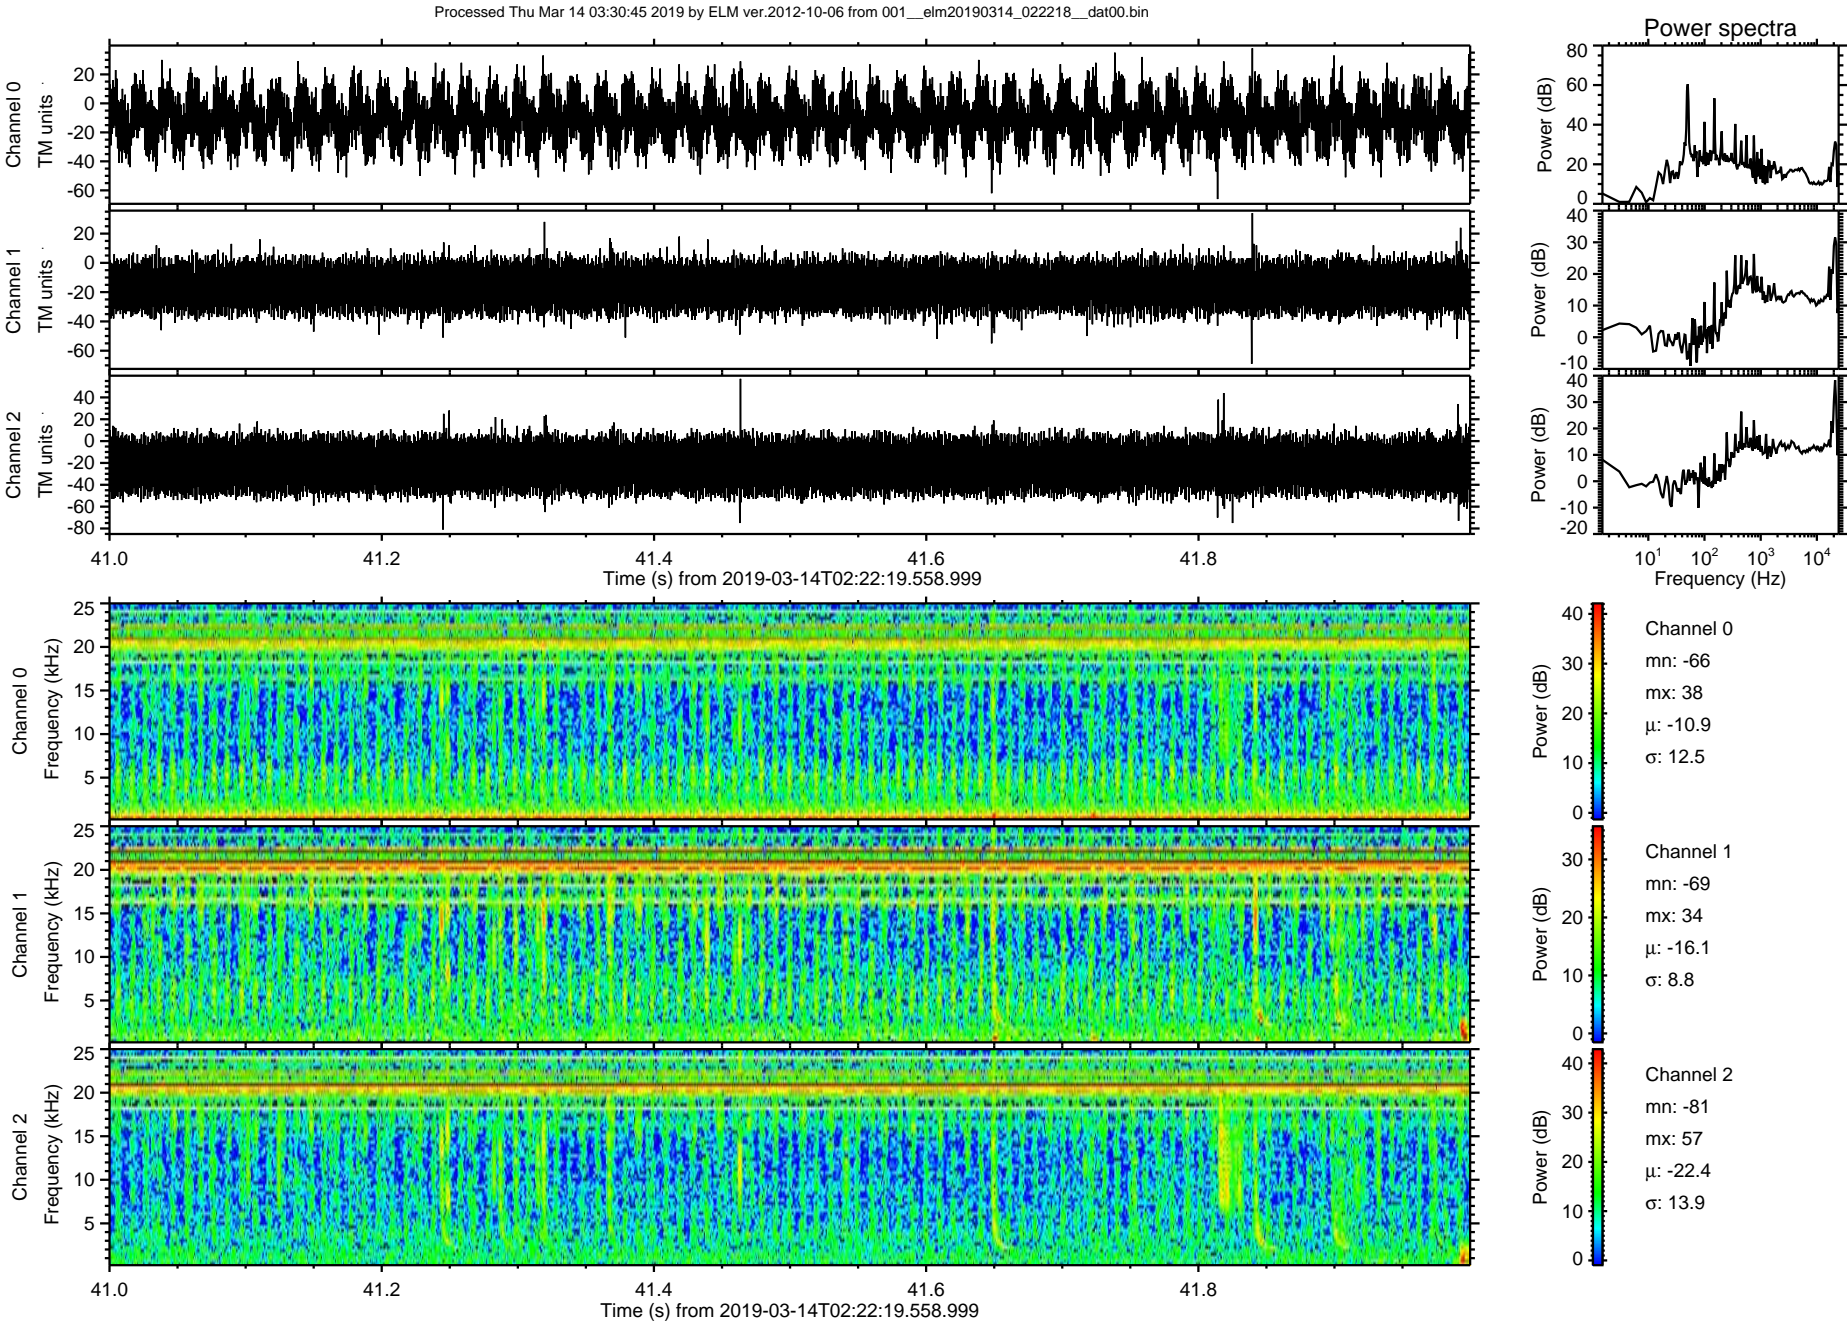 Processed Thu Mar 14 03:30:45 2019 by ELM ver.2012-10-06 from 001__elm20190314_022218__dat00.bin
Power spectra
Channel 0
TM units
20
0
-20
-40
-60
Power (dB)
80
60
40
20
0
Channel 1
TM units
20
0
-20
-40
-60
Power (dB)
40
30
20
10
0
-10
Channel 2
TM units
40
20
0
-20
-40
-60
-80
Power (dB)
40
30
20
10
0
-10
-20
41.0 41.2 41.4 41.6 41.8
Time (s) from 2019-03-14T02:22:19.558.999
10¹ 10² 10³ 10⁴
Frequency (Hz)
Channel 0
Frequency (kHz)
25
20
15
10
5
Power (dB)
40
30
20
10
0
Channel 0
mn: -66
mx: 38
μ: -10.9
σ: 12.5
Channel 1
Frequency (kHz)
25
20
15
10
5
Power (dB)
30
20
10
0
Channel 1
mn: -69
mx: 34
μ: -16.1
σ: 8.8
Channel 2
Frequency (kHz)
25
20
15
10
5
Power (dB)
40
30
20
10
0
Channel 2
mn: -81
mx: 57
μ: -22.4
σ: 13.9
41.0 41.2 41.4 41.6 41.8
Time (s) from 2019-03-14T02:22:19.558.999